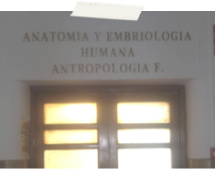 ANATOMIA Y EMBRIOLOGIA
HUMANA
ANTROPOLOGIA F.